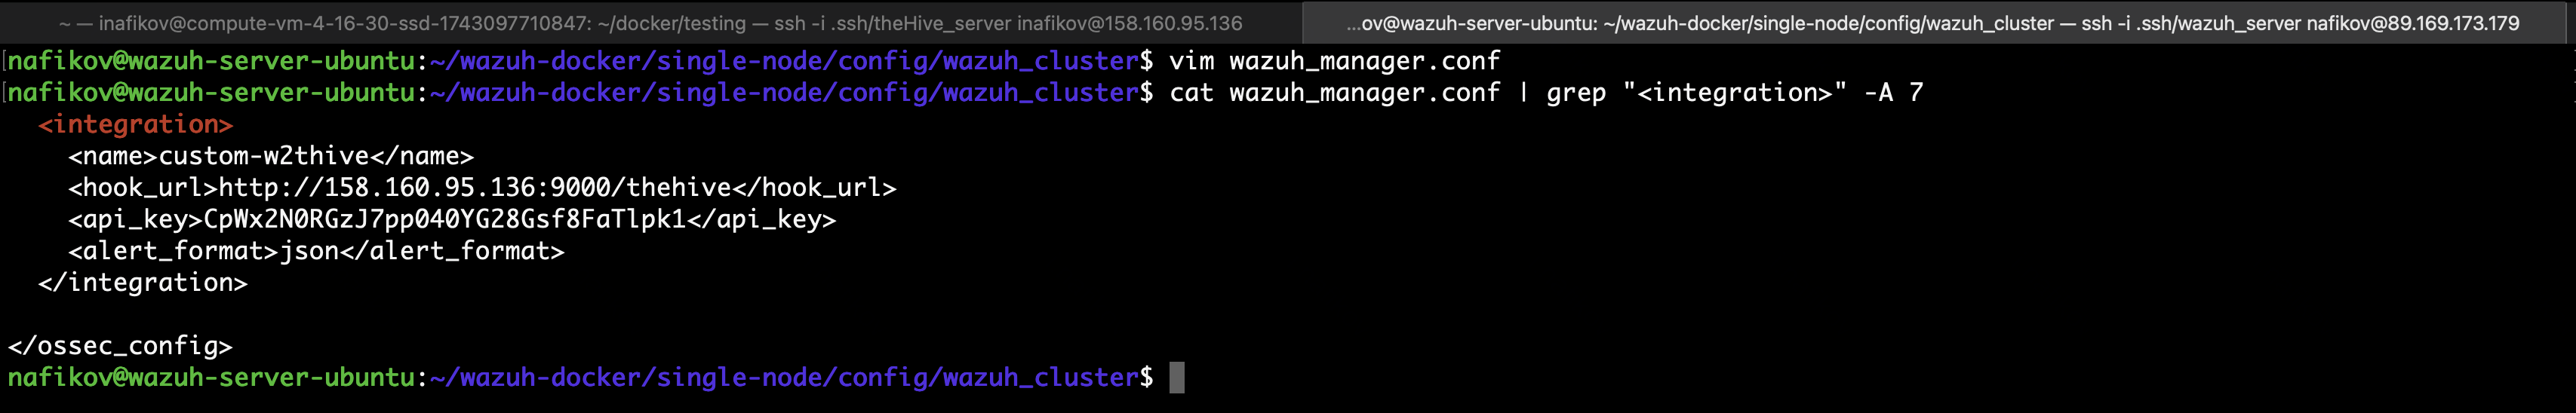 ~ — inafikov@compute-vm-4-16-30-ssd-1743097710847: ~/docker/testing — ssh -i .ssh/theHive_server inafikov@158.160.95.136
...ov@wazuh-server-ubuntu: ~/wazuh-docker/single-node/config/wazuh_cluster — ssh -i .ssh/wazuh_server nafikov@89.169.173.179
[nafikov@wazuh-server-ubuntu:~/wazuh-docker/single-node/config/wazuh_cluster$ vim wazuh_manager.conf
[nafikov@wazuh-server-ubuntu:~/wazuh-docker/single-node/config/wazuh_cluster$ cat wazuh_manager.conf | grep "<integration>" -A 7
  <integration>
    <name>custom-w2thive</name>
    <hook_url>http://158.160.95.136:9000/thehive</hook_url>
    <api_key>CpWx2N0RGzJ7pp040YG28Gsf8FaTlpk1</api_key>
    <alert_format>json</alert_format>
  </integration>

</ossec_config>
nafikov@wazuh-server-ubuntu:~/wazuh-docker/single-node/config/wazuh_cluster$